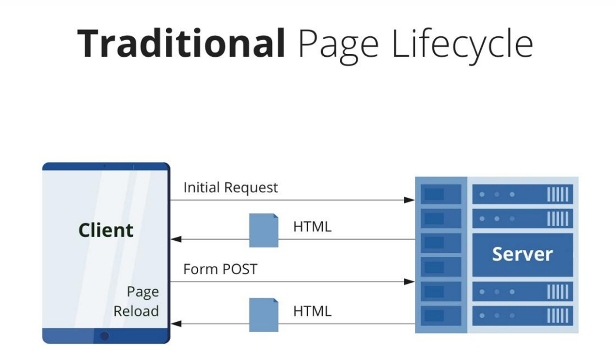 Traditional Page Lifecycle
Initial Request
HTML
Client
Form POST
Server
Page
Reload
HTML